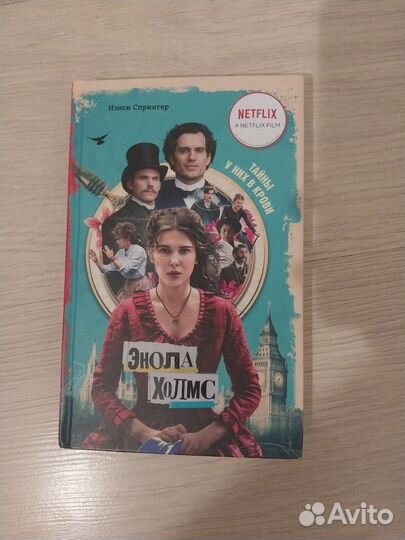 Нэнси Спрингер
NETFLIX
A NETFLIX FILM
ТАЙНЫ
У НИХ В КРОВИ
ЭНОЛА
ХОЛМС
Avito